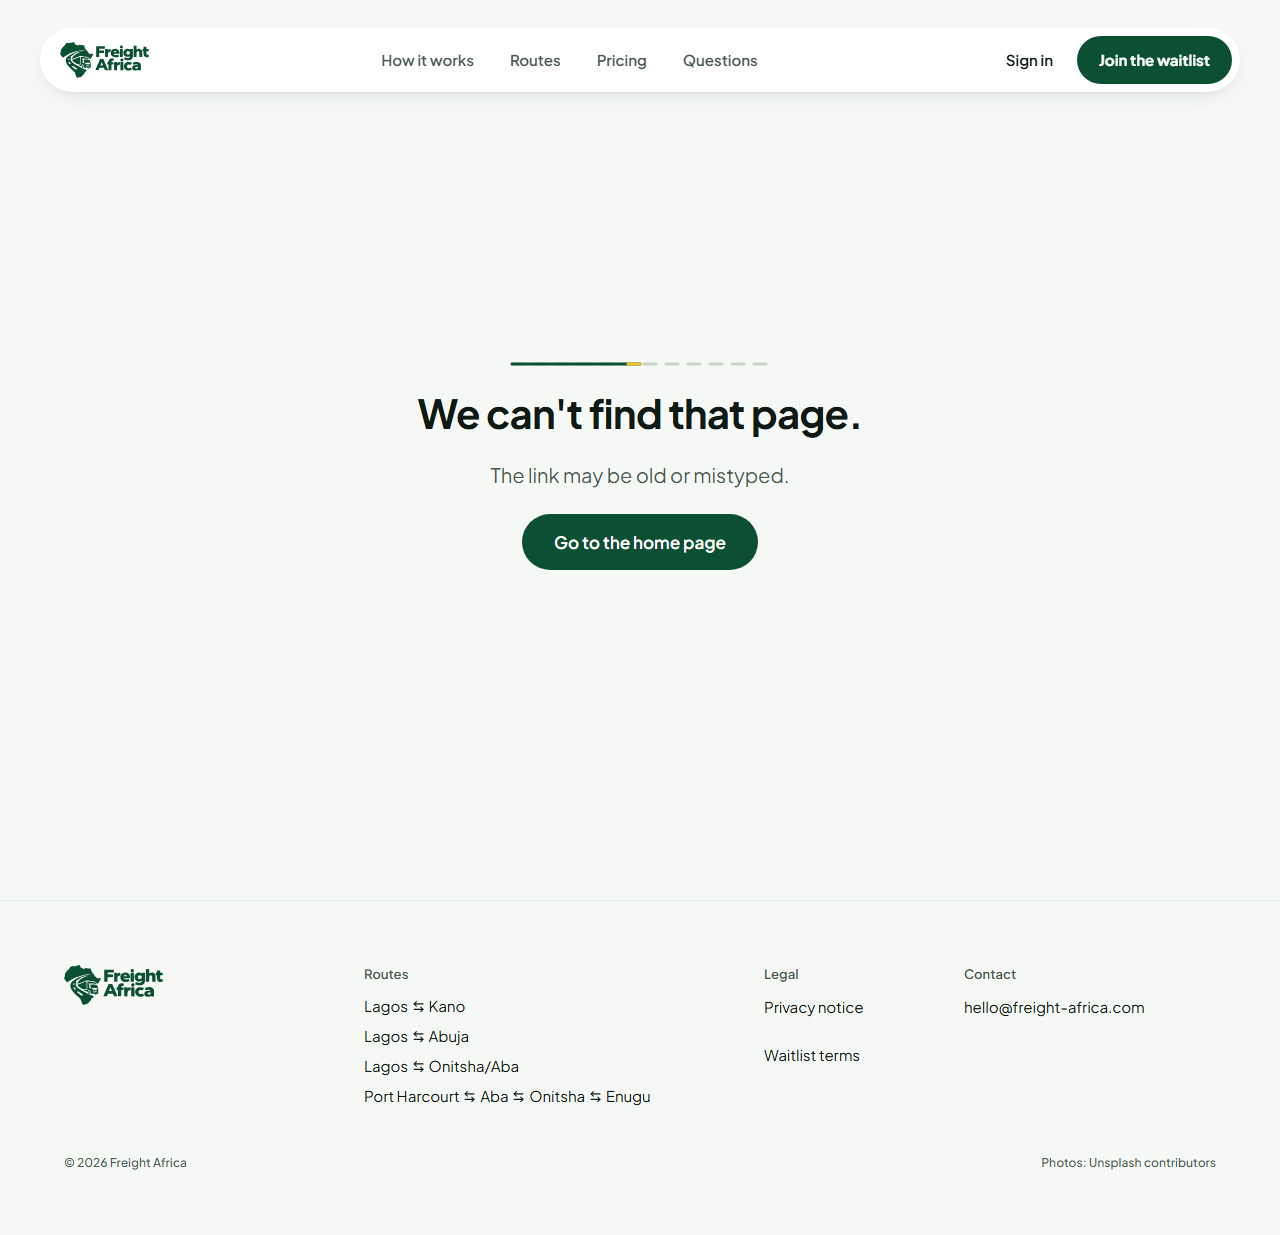 Freight
Africa
How it works
Routes
Pricing
Questions
Sign in
Join the waitlist
We can't find that page.
The link may be old or mistyped.
Go to the home page
Freight
Africa
Routes
Lagos ⇆ Kano
Lagos ⇆ Abuja
Lagos ⇆ Onitsha/Aba
Port Harcourt ⇆ Aba ⇆ Onitsha ⇆ Enugu
Legal
Privacy notice
Waitlist terms
Contact
hello@freight-africa.com
© 2026 Freight Africa
Photos: Unsplash contributors